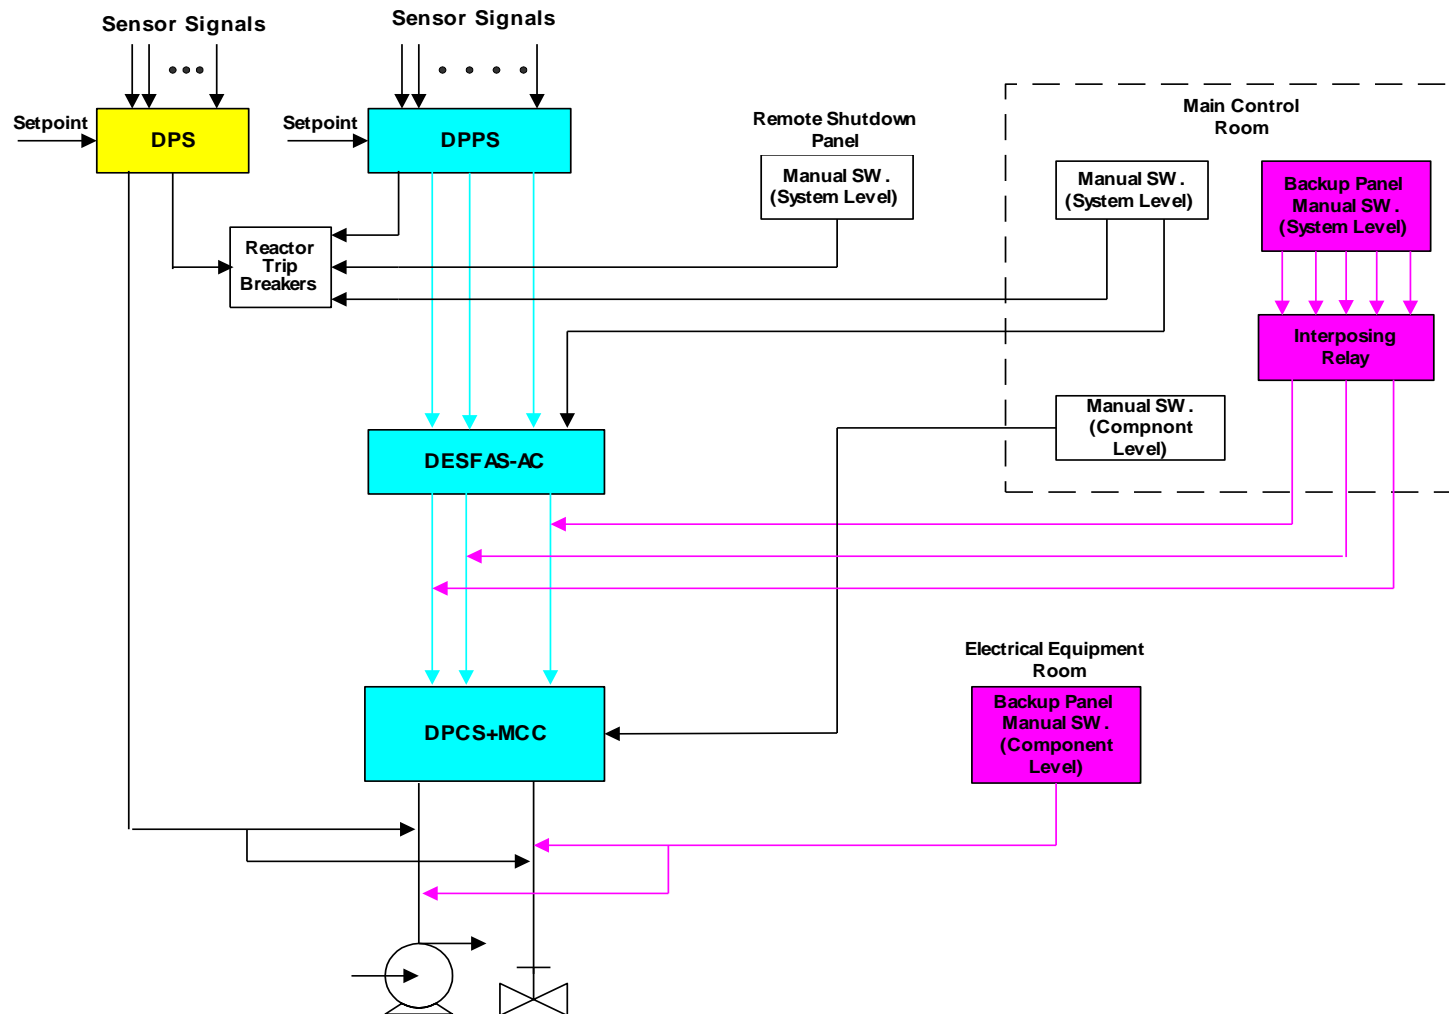 Sensor Signals
Sensor Signals
Setpoint
DPS
Setpoint
DPPS
Remote Shutdown
Panel
Manual SW.
(System Level)
Main Control
Room
Manual SW.
(System Level)
Backup Panel
Manual SW.
(System Level)
Reactor
Trip
Breakers
Interposing
Relay
Manual SW.
(Compnont
Level)
DESFAS-AC
Electrical Equipment
Room
Backup Panel
Manual SW.
(Component
Level)
DPCS+MCC